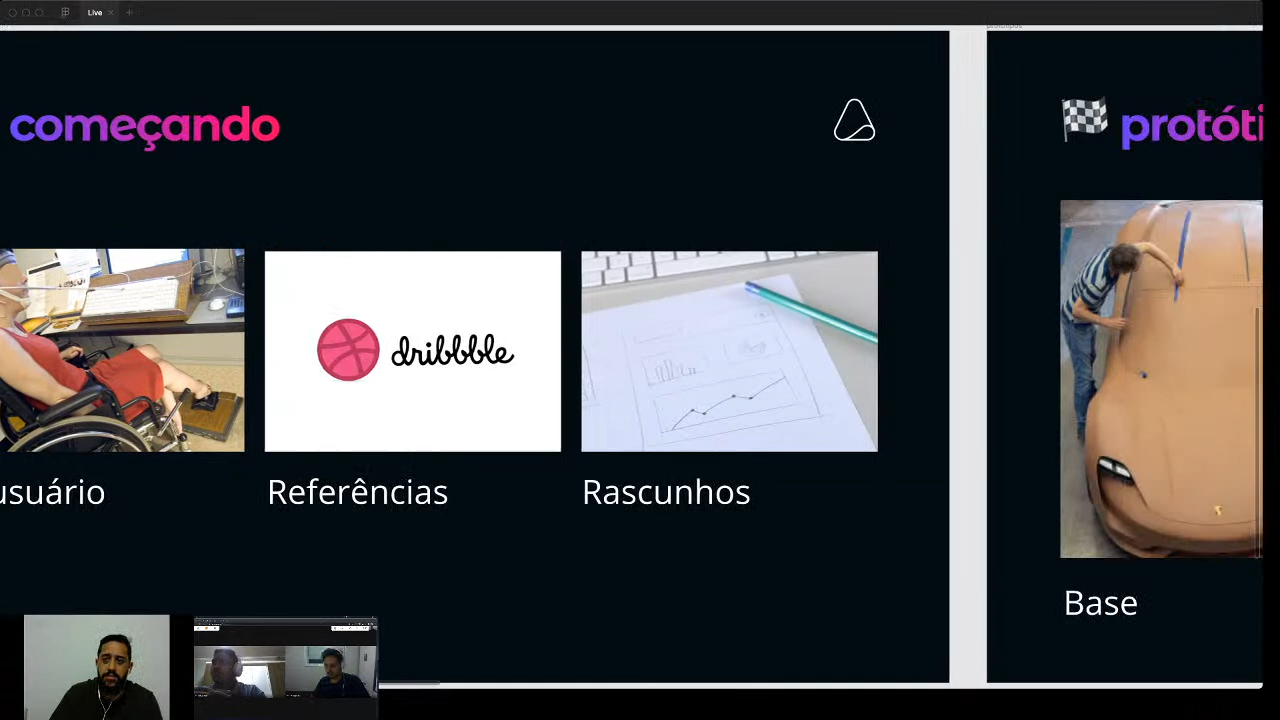 Live
começando
protóti
dribbble
usuário
Referências
Rascunhos
Base